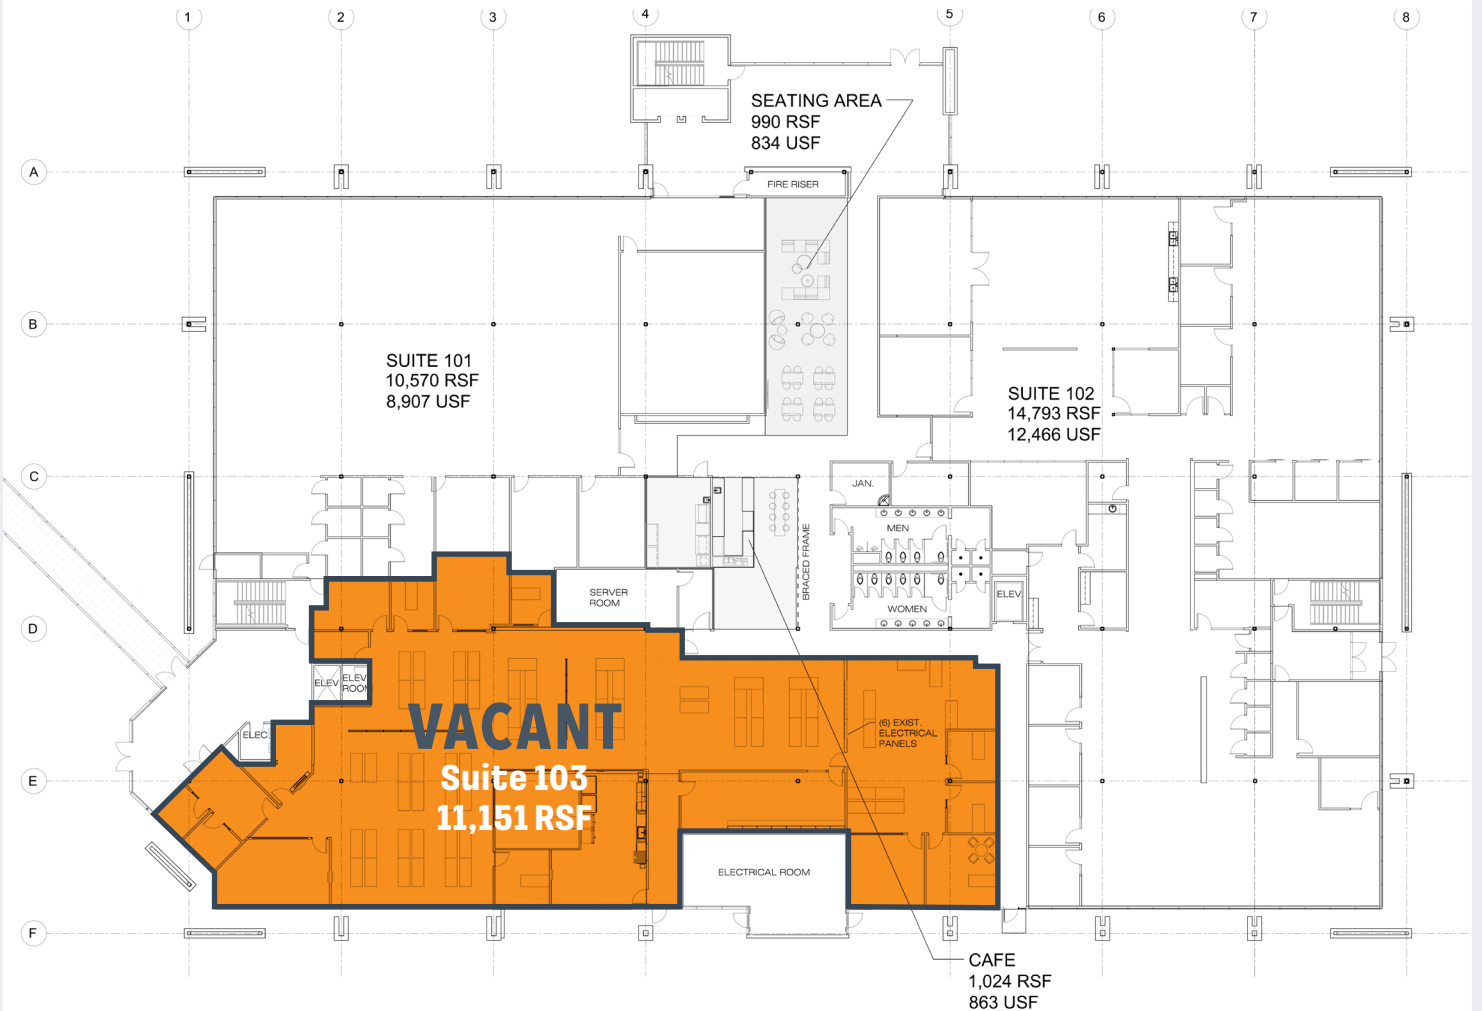 1
2
3
4
5
6
7
8
SEATING AREA
990 RSF
834 USF
A
FIRE RISER
B
SUITE 101
10,570 RSF
8,907 USF
SUITE 102
14,793 RSF
12,466 USF
C
JAN.
MEN
BRACED FRAME
SERVER
ROOM
ELEV
WOMEN
D
ELEV
ELEV
ROOM
VACANT
(6) EXIST.
ELECTRICAL
PANELS
ELEC
Suite 103
11,151 RSF
E
ELECTRICAL ROOM
F
CAFE
1,024 RSF
863 USF